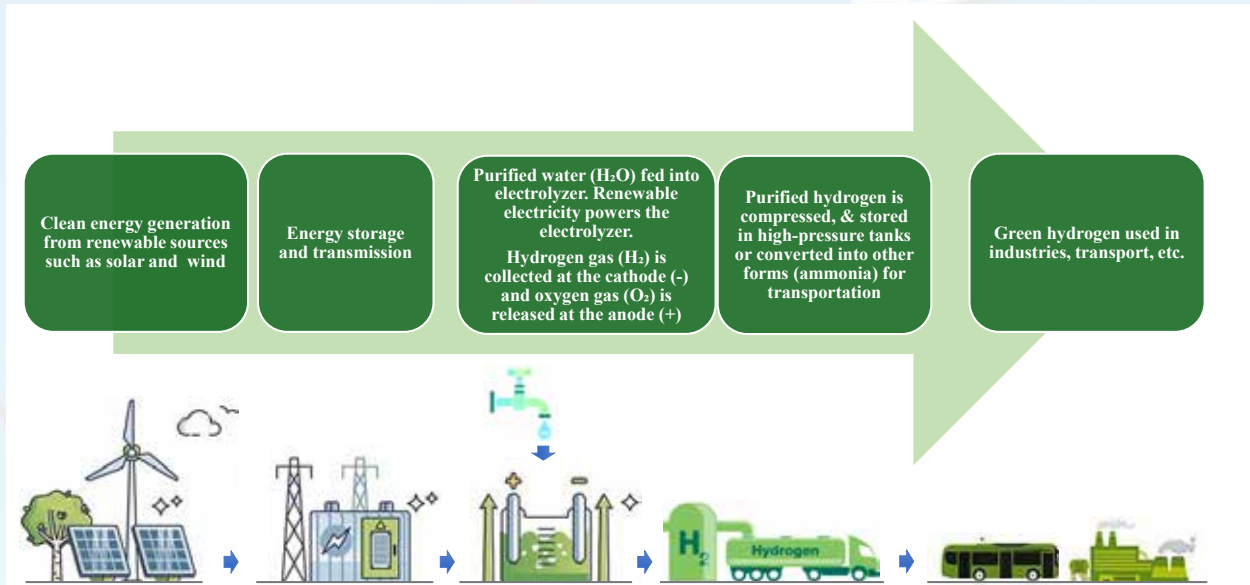 Clean energy generation
from renewable sources
such as solar and wind
Energy storage
and transmission
Purified water (H₂O) fed into
electrolyzer. Renewable
electricity powers the
electrolyzer.
Hydrogen gas (H₂) is
collected at the cathode (-)
and oxygen gas (O₂) is
released at the anode (+)
Purified hydrogen is
compressed, & stored
in high-pressure tanks
or converted into other
forms (ammonia) for
transportation
Green hydrogen used in
industries, transport, etc.
+ −
H₂
Hydrogen